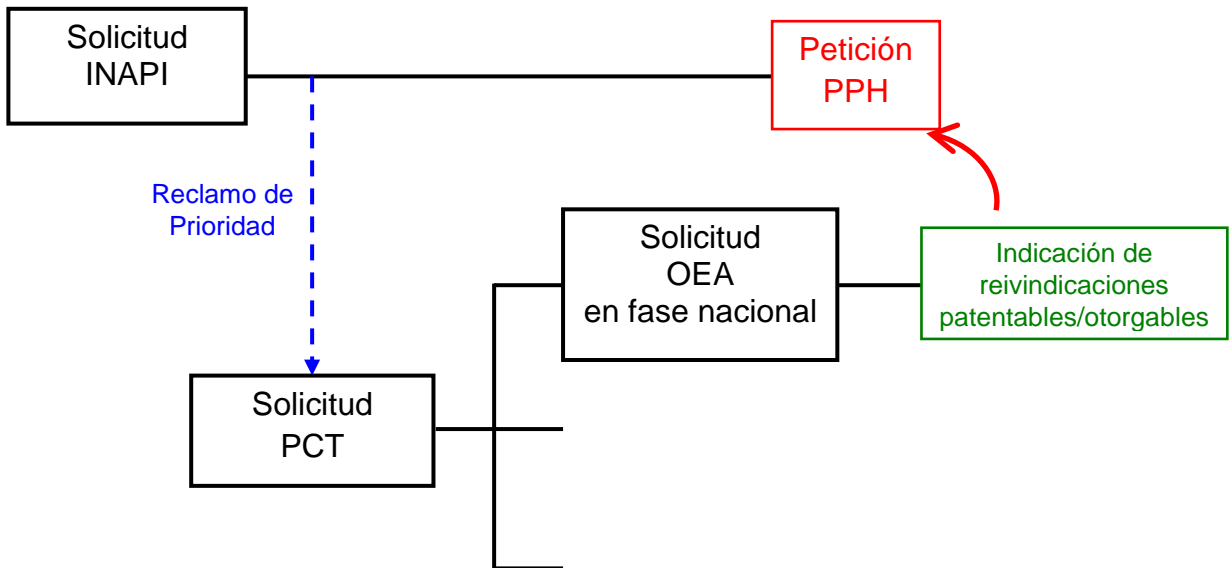 Solicitud
INAPI
Petición
PPH
Reclamo de
Prioridad
Solicitud
OEA
en fase nacional
Indicación de
reivindicaciones
patentables/otorgables
Solicitud
PCT